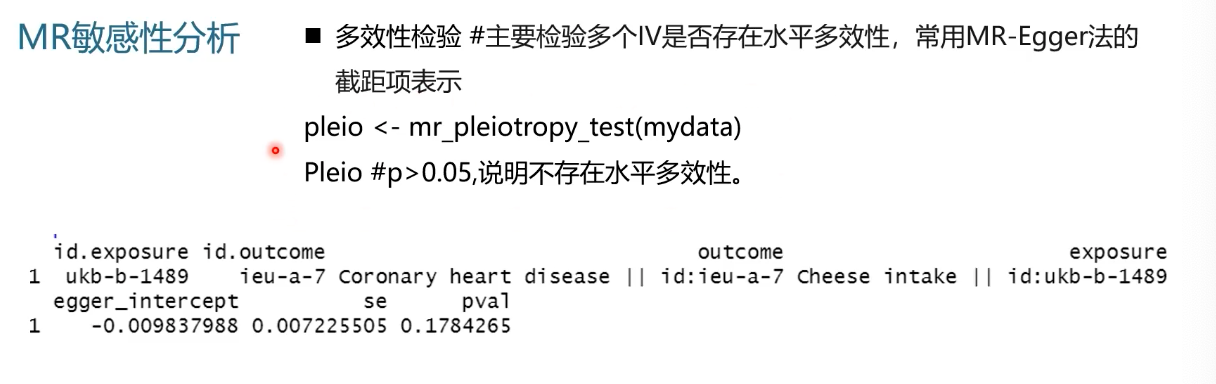 MR敏感性分析
■ 多效性检验 #主要检验多个IV是否存在水平多效性，常用MR-Egger法的
截距项表示
pleio <- mr_pleiotropy_test(mydata)
Pleio #p>0.05,说明不存在水平多效性。
id.exposure id.outcome outcome exposure
1 ukb-b-1489 ieu-a-7 Coronary heart disease || id:ieu-a-7 Cheese intake || id:ukb-b-1489
egger_intercept se pval
1 -0.009837988 0.007225505 0.1784265